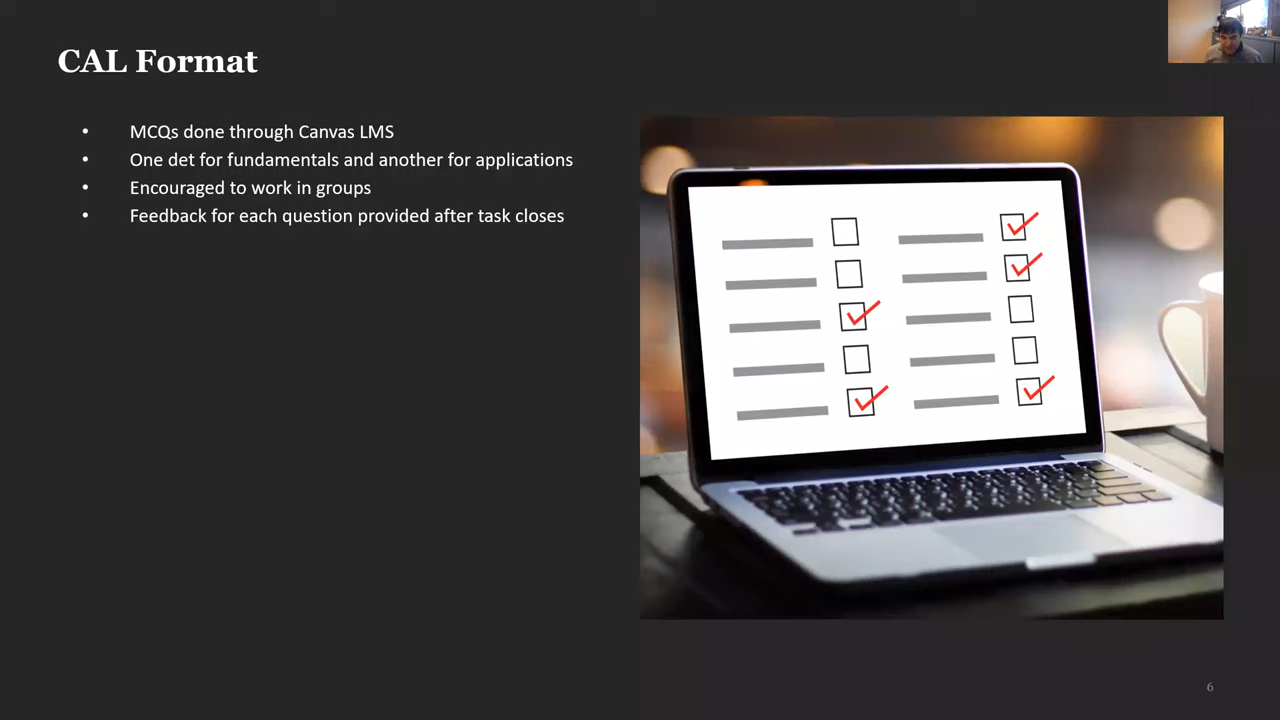 CAL Format
• MCQs done through Canvas LMS
• One det for fundamentals and another for applications
• Encouraged to work in groups
• Feedback for each question provided after task closes
6